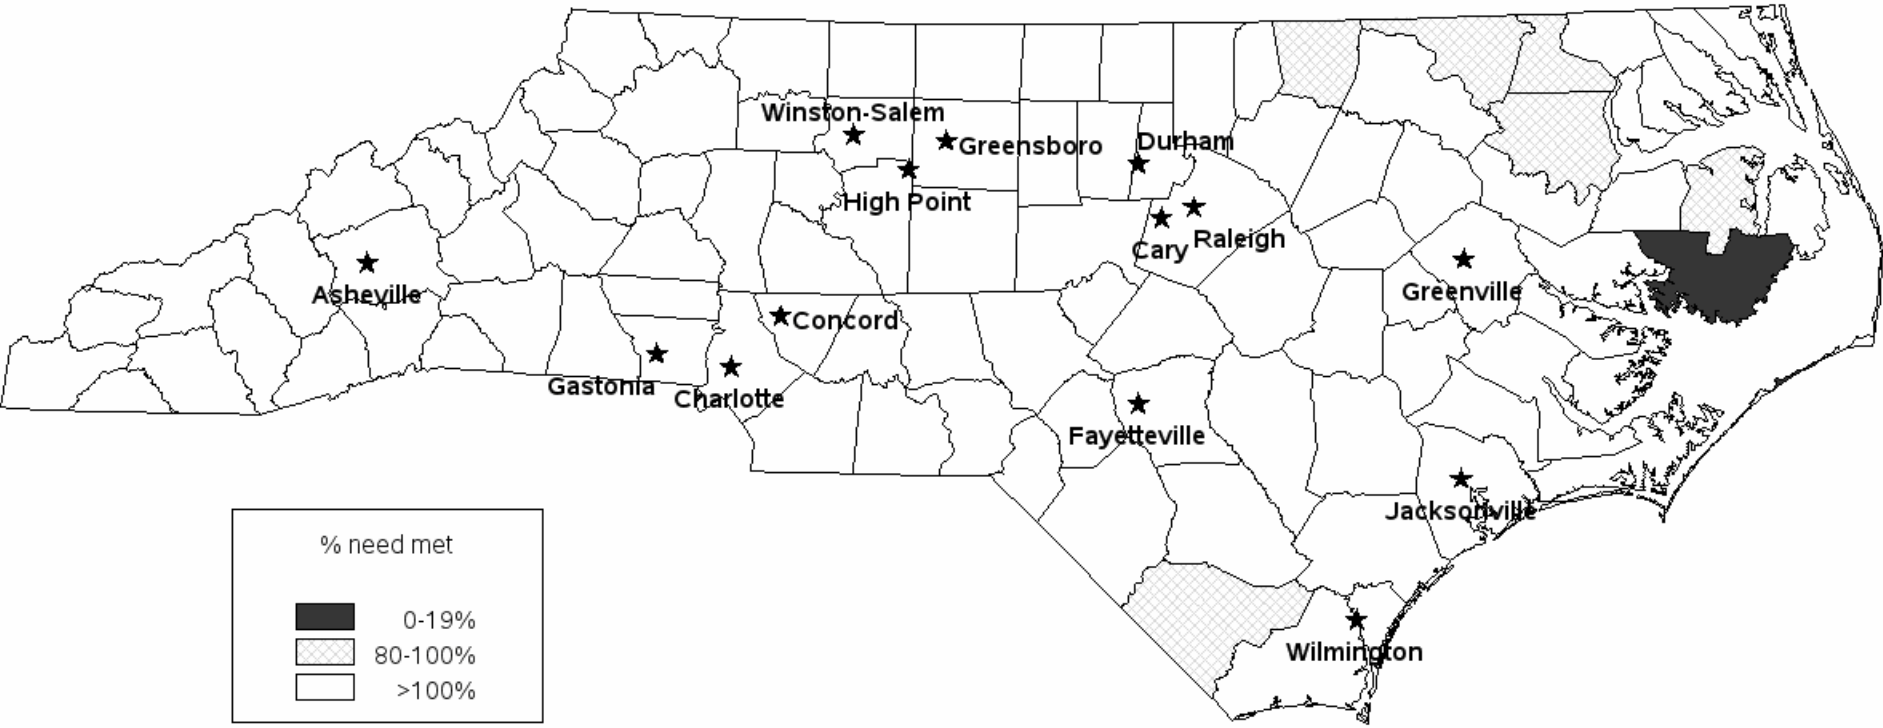 Winston-Salem
Greensboro
Durham
High Point
Cary
Raleigh
Asheville
Greenville
Concord
Gastonia
Charlotte
Fayetteville
Jacksonville
Wilmington
% need met
0-19%
80-100%
>100%